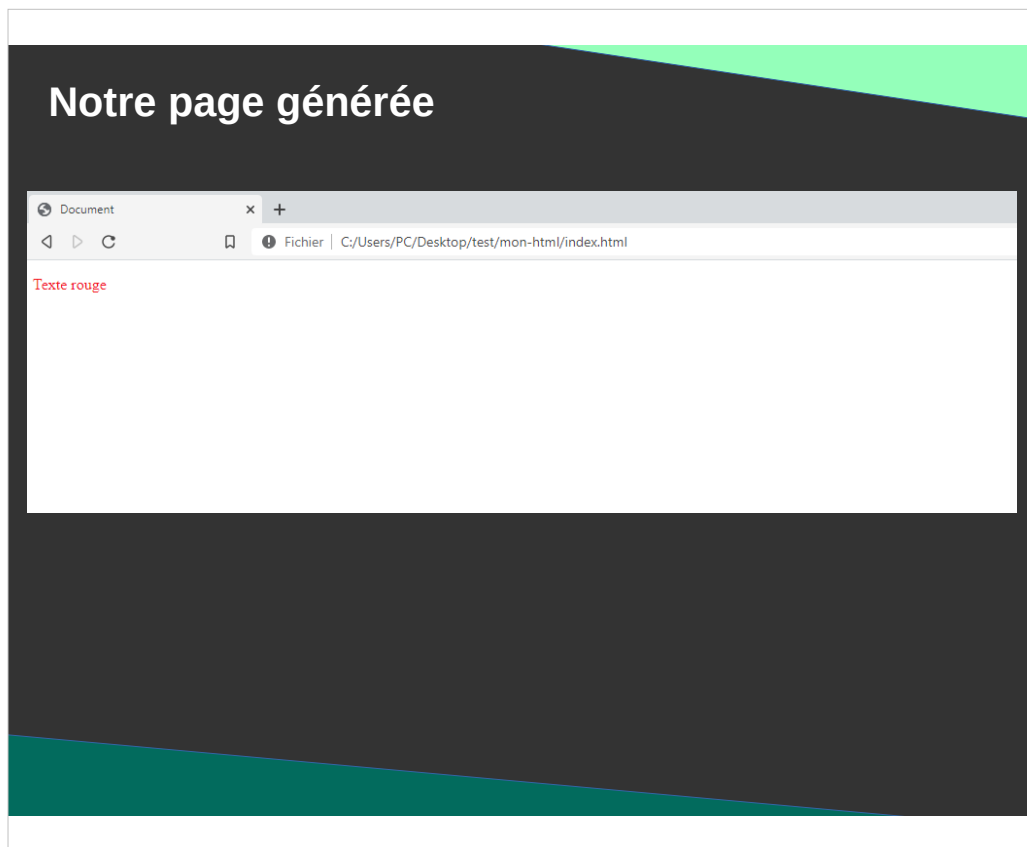 Notre page générée
Document
Fichier | C:/Users/PC/Desktop/test/mon-html/index.html
Texte rouge